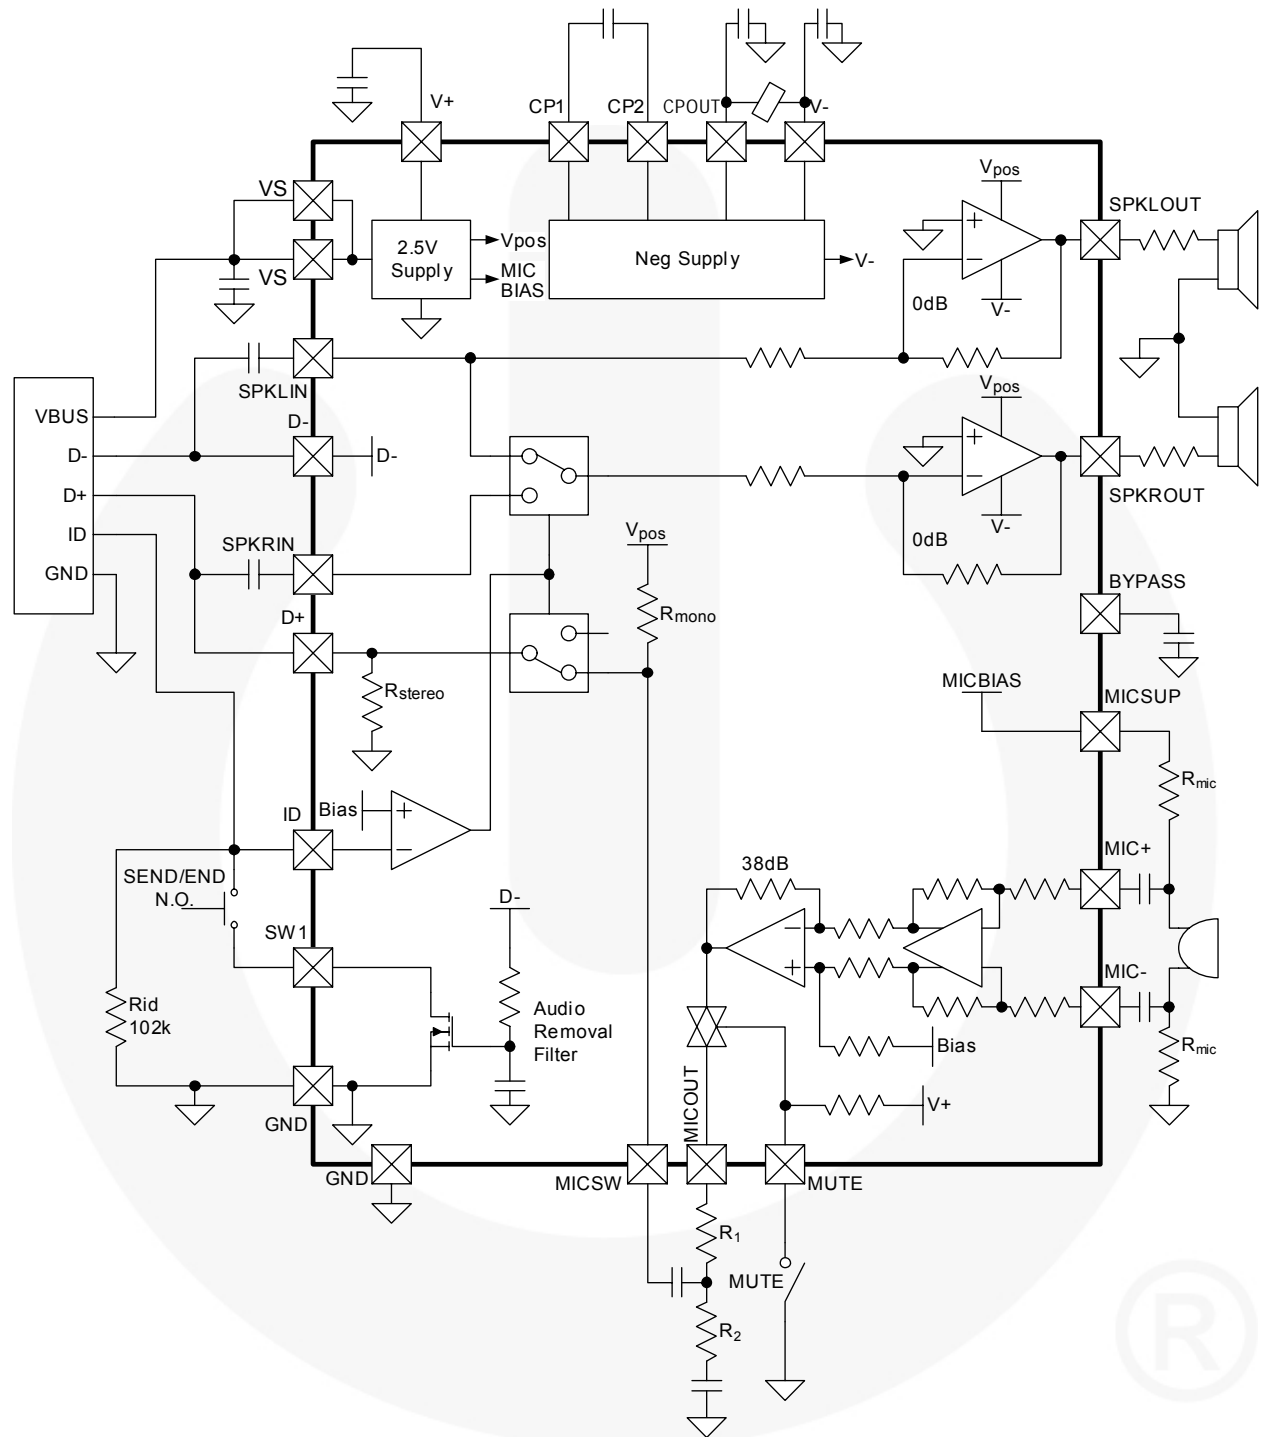 V+
CP1
CP2
CPOUT
V-
VS
VS
2.5V
Supply
Vpos
MIC
BIAS
Neg Supply
V-
Vpos
+
−
0dB
V-
SPKLOUT
SPKLIN
VBUS
D-
D+
ID
GND
D-
D-
Vpos
+
−
0dB
V-
SPKROUT
SPKRIN
Vpos
Rmono
BYPASS
D+
Rstereo
MICBIAS
MICSUP
Rmic
ID
Bias
+
−
SEND/END
N.O.
SW1
D-
Audio
Removal
Filter
Rid
102k
GND
38dB
−
+
MIC+
MIC-
Rmic
Bias
V+
MICOUT
GND
MICSW
MUTE
R1
MUTE
R2
®